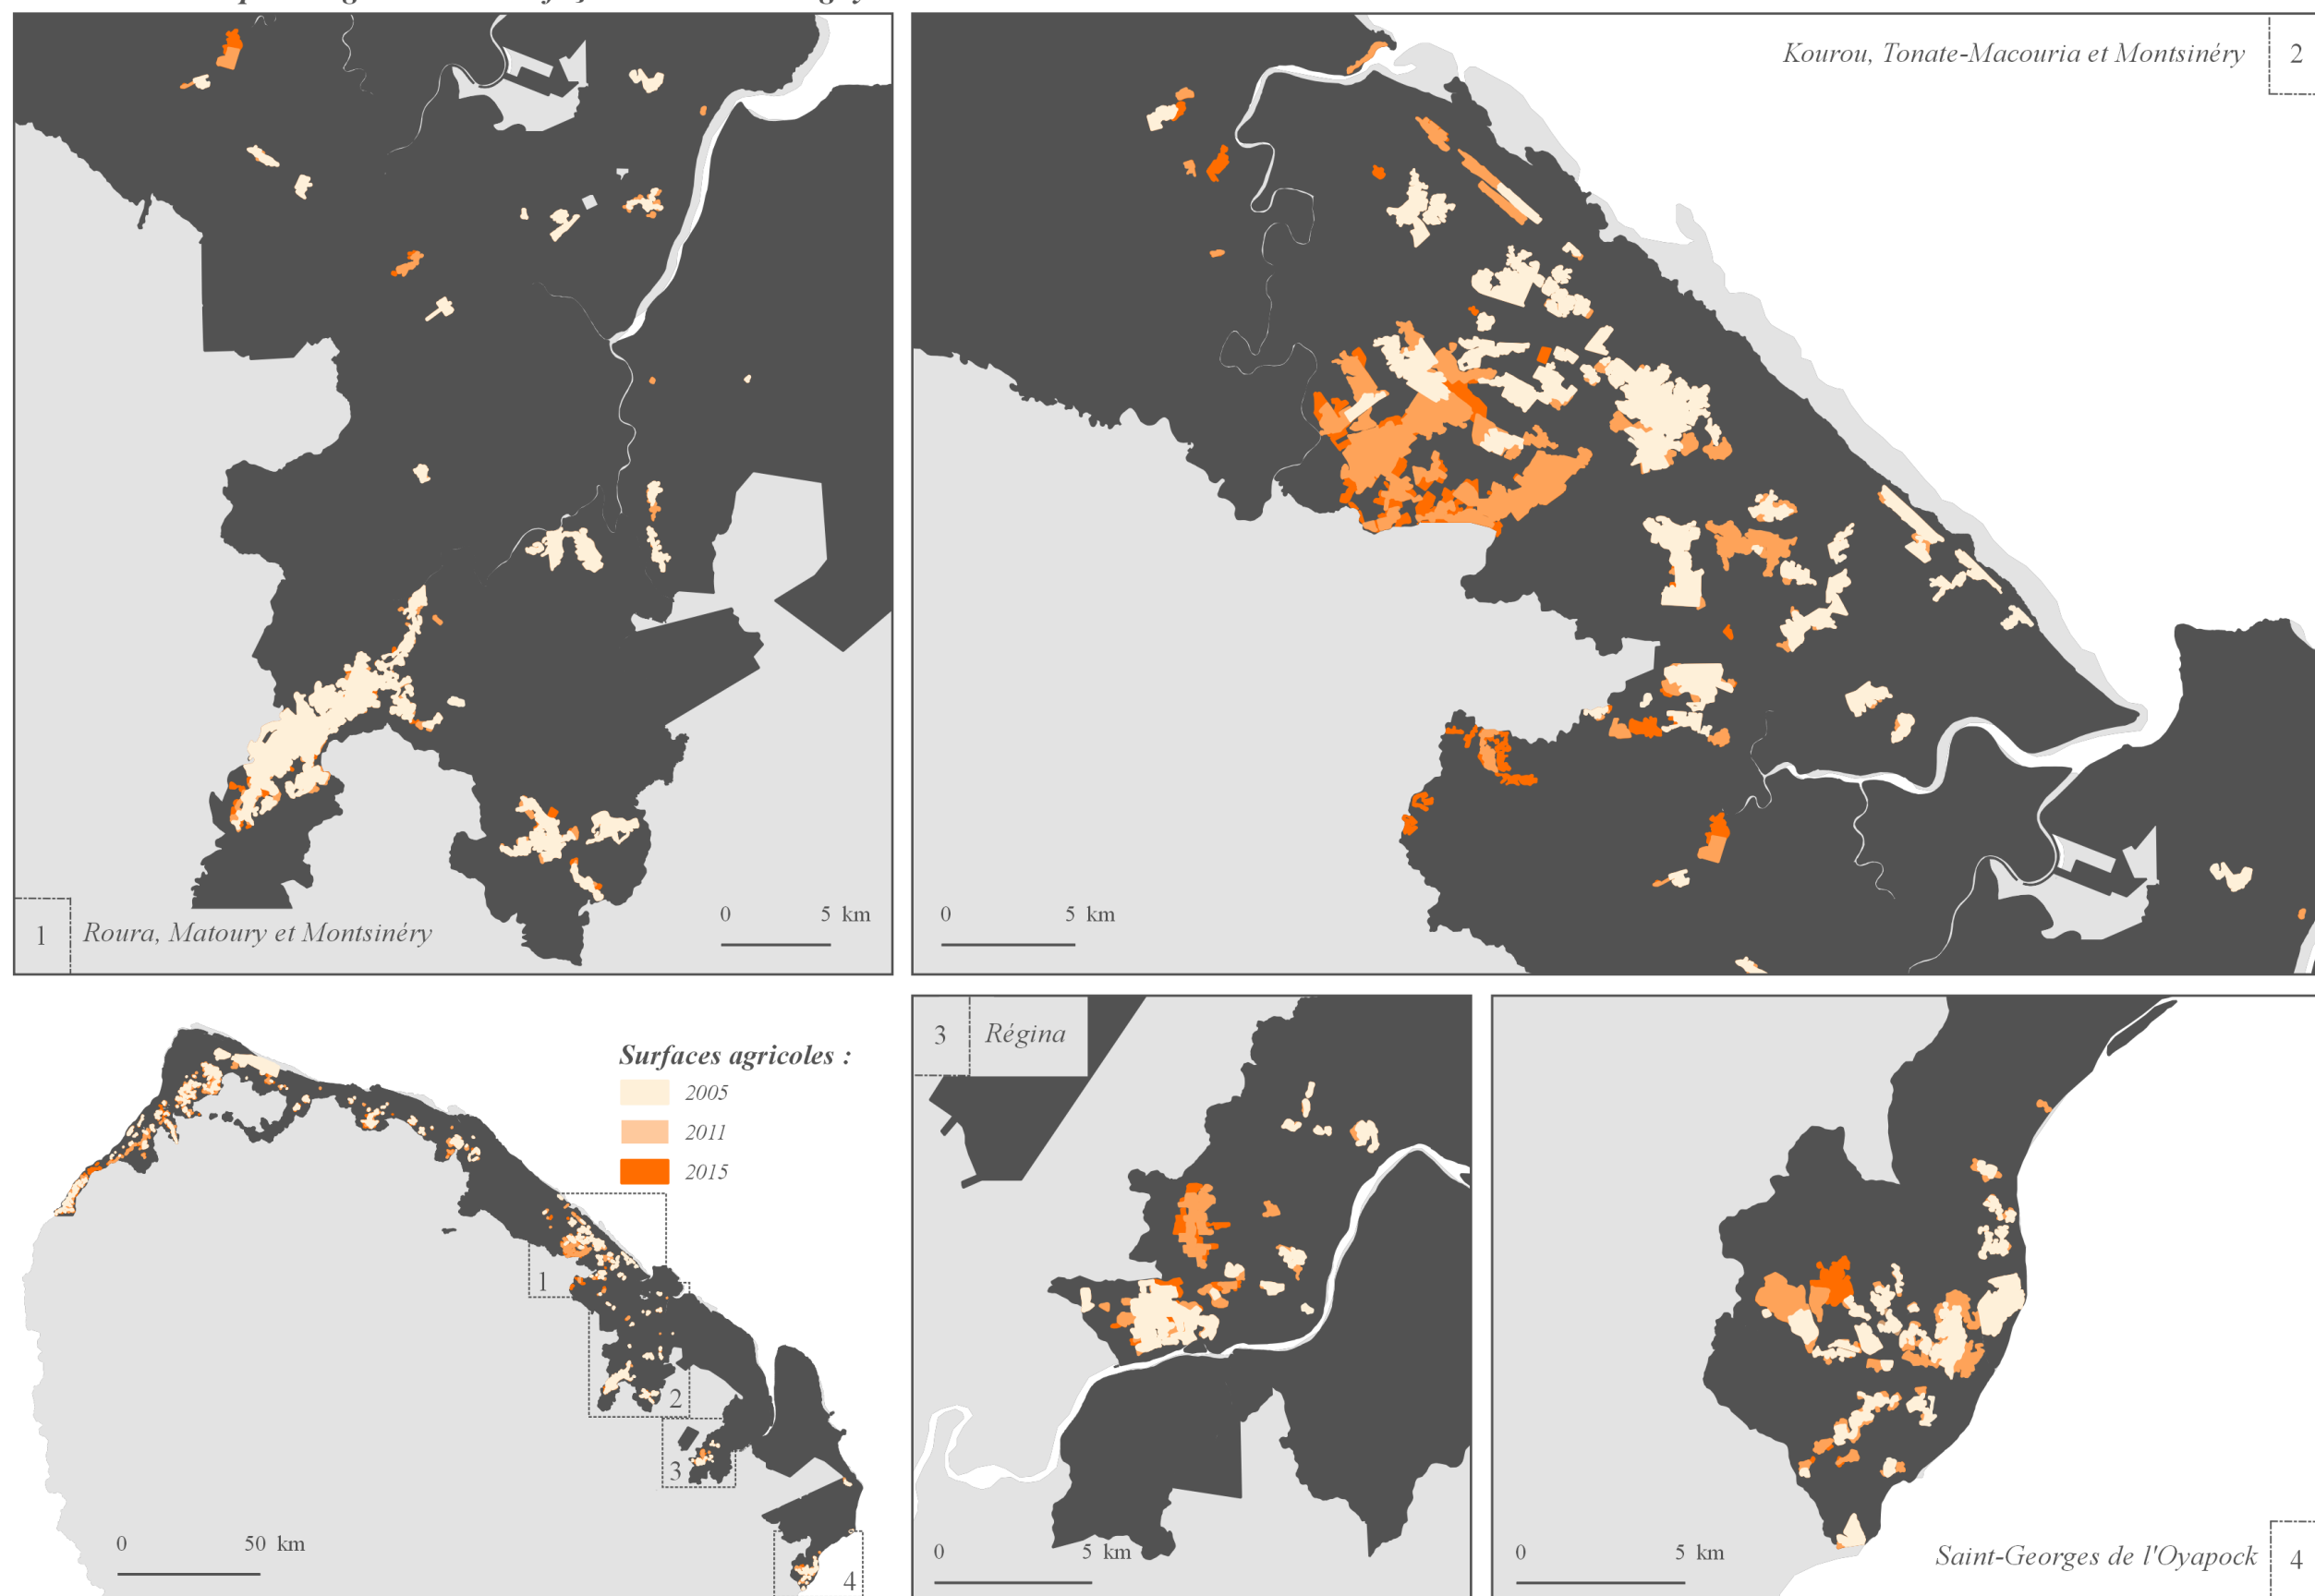 Kourou, Tonate-Macouria et Montsinéry
2
0 5 km
1
Roura, Matoury et Montsinéry
0 5 km
Surfaces agricoles :
2005
2011
2015
1
2
3
4
0 50 km
3
Régina
0 5 km
0 5 km
Saint-Georges de l'Oyapock
4